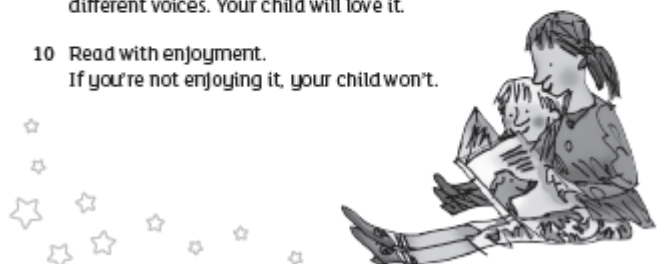 different voices. Your child will love it.
10 Read with enjoyment.
If you're not enjoying it, your child won't.